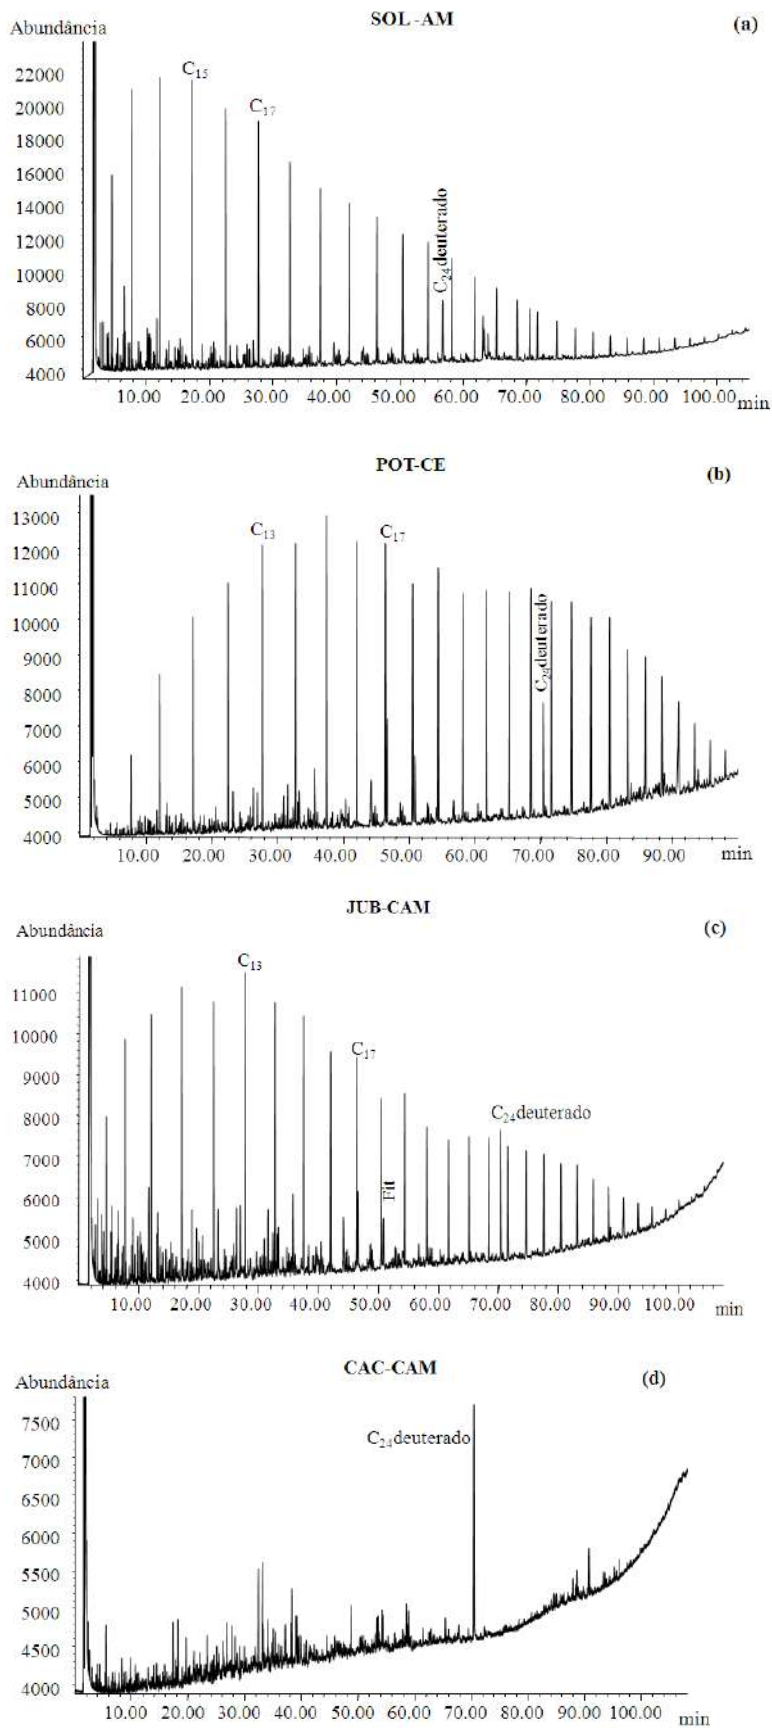 SOL -AM
(a)
Abundância
C15
C17
C24deuterado
22000
20000
18000
16000
14000
12000
10000
8000
6000
4000
10.00 20.00 30.00 40.00 50.00 60.00 70.00 80.00 90.00 100.00 min
POT-CE
(b)
Abundância
C13
C17
C24deuterado
13000
12000
11000
10000
9000
8000
7000
6000
5000
4000
10.00 20.00 30.00 40.00 50.00 60.00 70.00 80.00 90.00 min
JUB-CAM
(c)
Abundância
C13
C17
C24deuterado
Fit
11000
10000
9000
8000
7000
6000
5000
4000
10.00 20.00 30.00 40.00 50.00 60.00 70.00 80.00 90.00 100.00 min
CAC-CAM
(d)
Abundância
C24deuterado
7500
7000
6500
6000
5500
5000
4500
4000
10.00 20.00 30.00 40.00 50.00 60.00 70.00 80.00 90.00 100.00 min